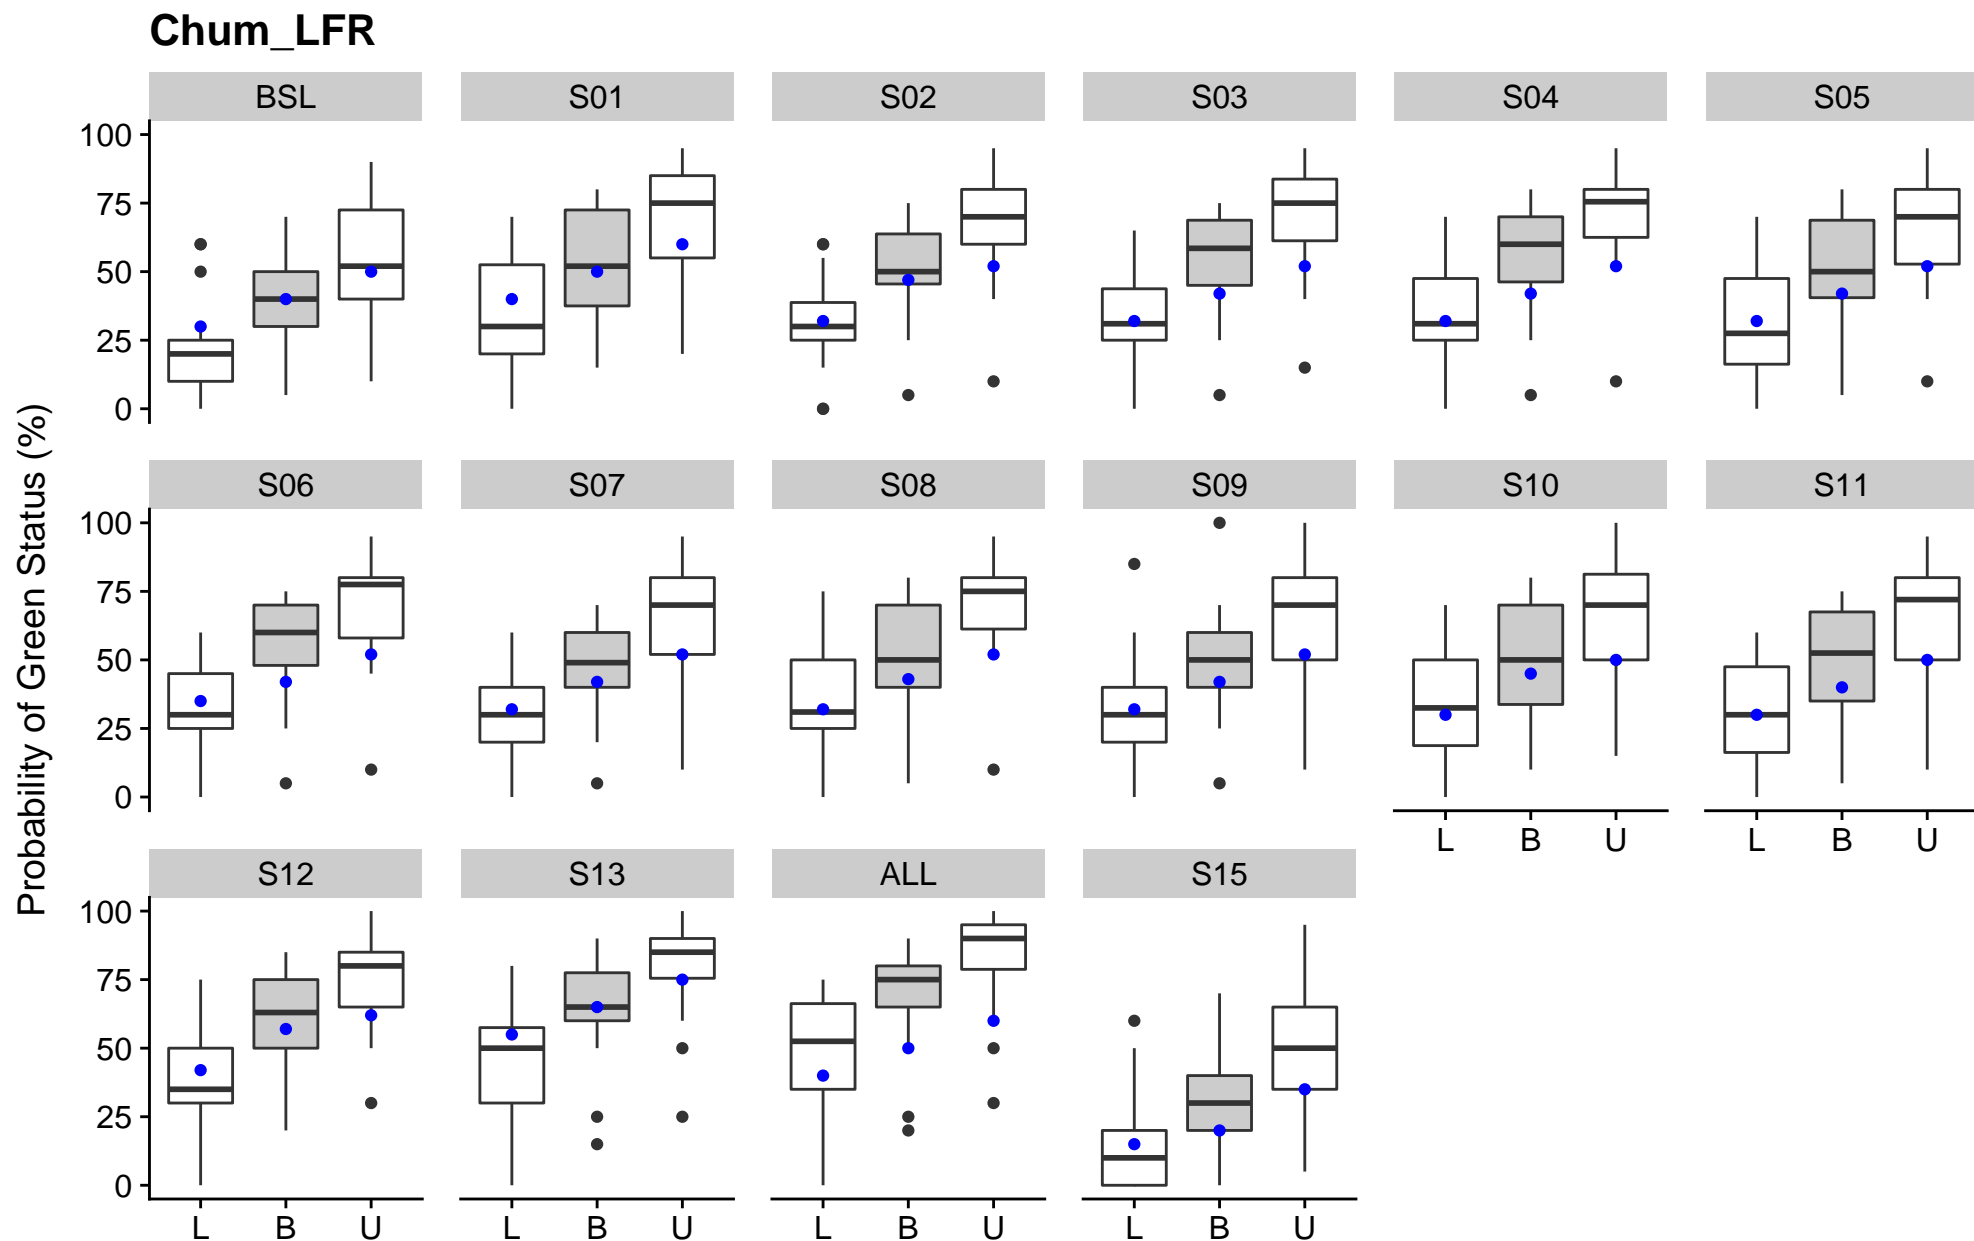 Chum_LFR
BSL S01 S02 S03 S04 S05
100
75
50
25
0
S06 S07 S08 S09 S10 S11
100
75
50
25
0
L B U L B U
S12 S13 ALL S15
100
75
50
25
0
L B U L B U L B U L B U
Probability of Green Status (%)